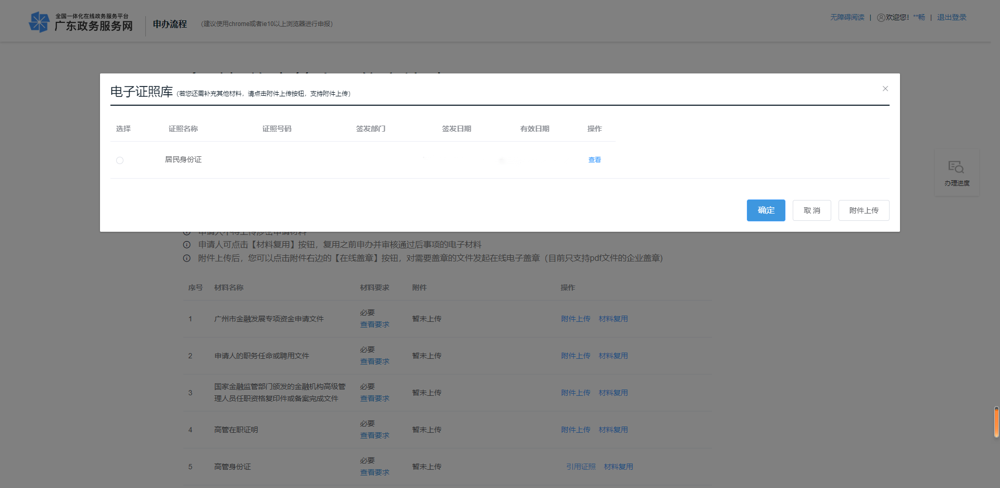 全国一体化在线政务服务平台
广东政务服务网
申办流程
（建议使用chrome或者ie10以上浏览器进行申报）
无障碍阅读 | 欢迎您！**畅 | 退出登录
电子证照库（若您还需补充其他材料，请点击附件上传按钮，支持附件上传）
选择 证照名称 证照号码 签发部门 签发日期 有效日期 操作
居民身份证 查看
办理进度
确定 取消 附件上传
申请人不得上传涉密申请材料
申请人可点击【材料复用】按钮，复用之前申办并审核通过后事项的电子材料
附件上传后，您可以点击附件右边的【在线盖章】按钮，对需要盖章的文件发起在线电子盖章（目前只支持pdf文件的企业盖章）
序号 材料名称 材料要求 附件 操作
1 广州市金融发展专项资金申请文件 必要 暂未上传 附件上传 材料复用
查看要求
2 申请人的职务任命或聘用文件 必要 暂未上传 附件上传 材料复用
查看要求
3 国家金融监管部门颁发的金融机构高级管 必要 暂未上传 附件上传 材料复用
理人员任职资格复印件或备案完成文件 查看要求
4 高管在职证明 必要 暂未上传 附件上传 材料复用
查看要求
5 高管身份证 必要 暂未上传 引用证照 材料复用
查看要求